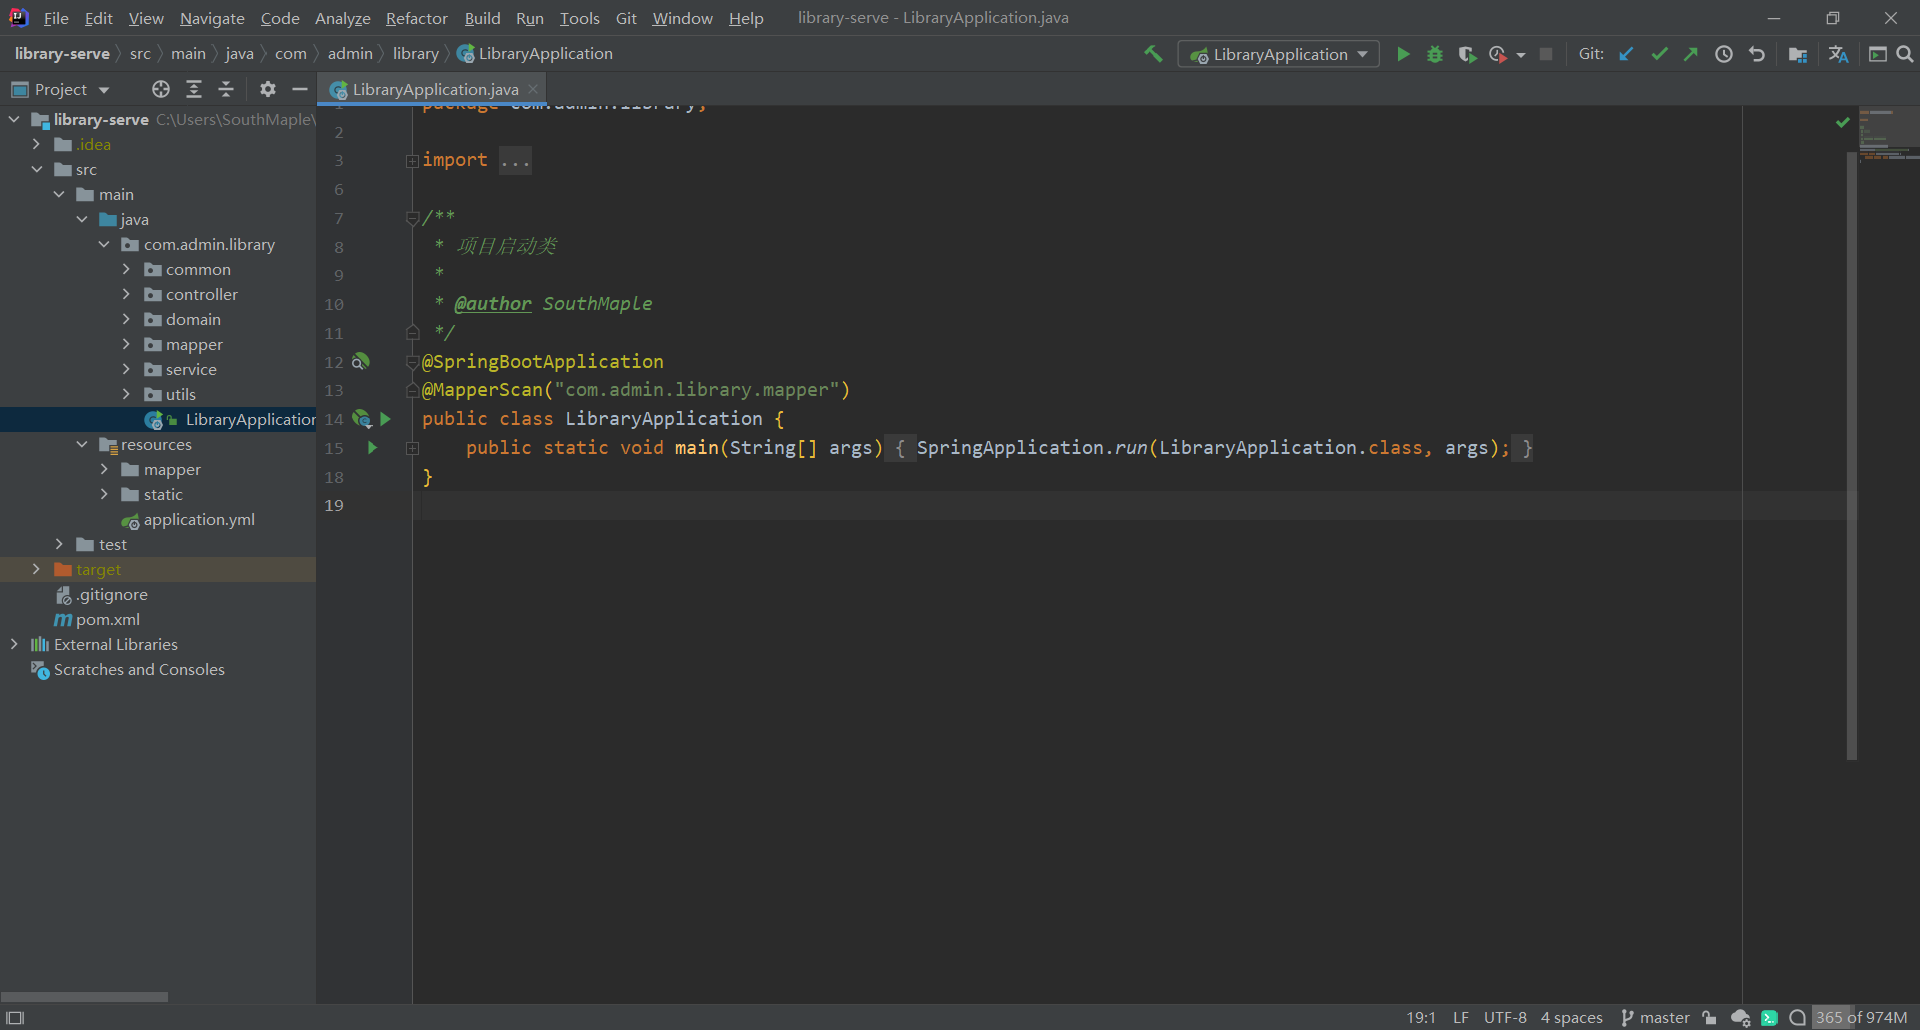 File Edit View Navigate Code Analyze Refactor Build Run Tools Git Window Help library-serve - LibraryApplication.java
library-serve src main java com admin library LibraryApplication
LibraryApplication Git:
Project
LibraryApplication.java
library-serve C:\Users\SouthMaple\
.idea
src
main
java
com.admin.library
common
controller
domain
mapper
service
utils
LibraryApplication
resources
mapper
static
application.yml
test
target
.gitignore
pom.xml
External Libraries
Scratches and Consoles
1 package com.admin.library;
2
3 import ...
6
7 /**
8 * 项目启动类
9 *
10 * @author SouthMaple
11 */
12 @SpringBootApplication
13 @MapperScan("com.admin.library.mapper")
14 public class LibraryApplication {
15 public static void main(String[] args) { SpringApplication.run(LibraryApplication.class, args); }
18 }
19
19:1 LF UTF-8 4 spaces master 365 of 974M